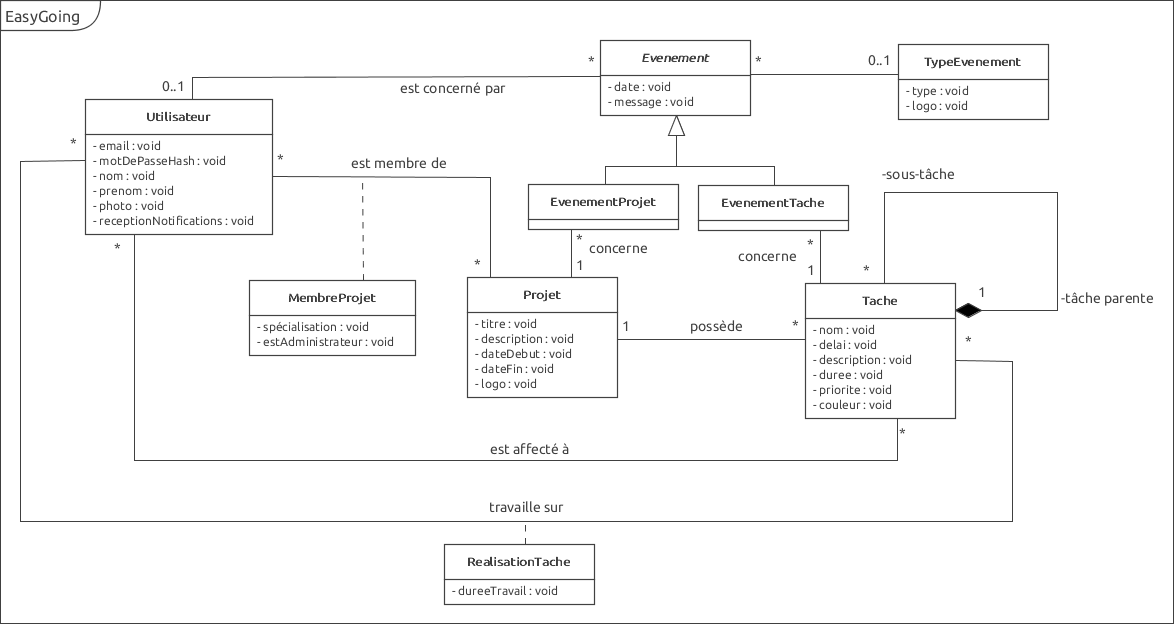 EasyGoing
Evenement
- date : void
- message : void
*
*
0..1
TypeEvenement
- type : void
- logo : void
0..1
est concerné par
Utilisateur
- email : void
- motDePasseHash : void
- nom : void
- prenom : void
- photo : void
- receptionNotifications : void
*
*
*
est membre de
*
EvenementProjet
EvenementTache
*
concerne
1
*
concerne
1
-sous-tâche
*
1
-tâche parente
MembreProjet
- spécialisation : void
- estAdministrateur : void
Projet
- titre : void
- description : void
- dateDebut : void
- dateFin : void
- logo : void
1
possède
*
Tache
- nom : void
- delai : void
- description : void
- duree : void
- priorite : void
- couleur : void
*
*
est affecté à
travaille sur
RealisationTache
- dureeTravail : void